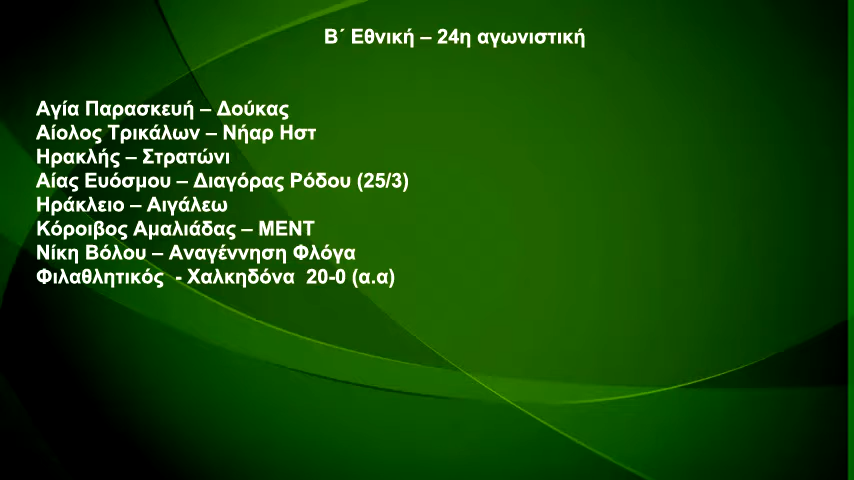 Β΄ Εθνική – 24η αγωνιστική
Αγία Παρασκευή – Δούκας
Αίολος Τρικάλων – Νήαρ Ηστ
Ηρακλής – Στρατώνι
Αίας Ευόσμου – Διαγόρας Ρόδου (25/3)
Ηράκλειο – Αιγάλεω
Κόροιβος Αμαλιάδας – ΜΕΝΤ
Νίκη Βόλου – Αναγέννηση Φλόγα
Φιλαθλητικός - Χαλκηδόνα 20-0 (α.α)